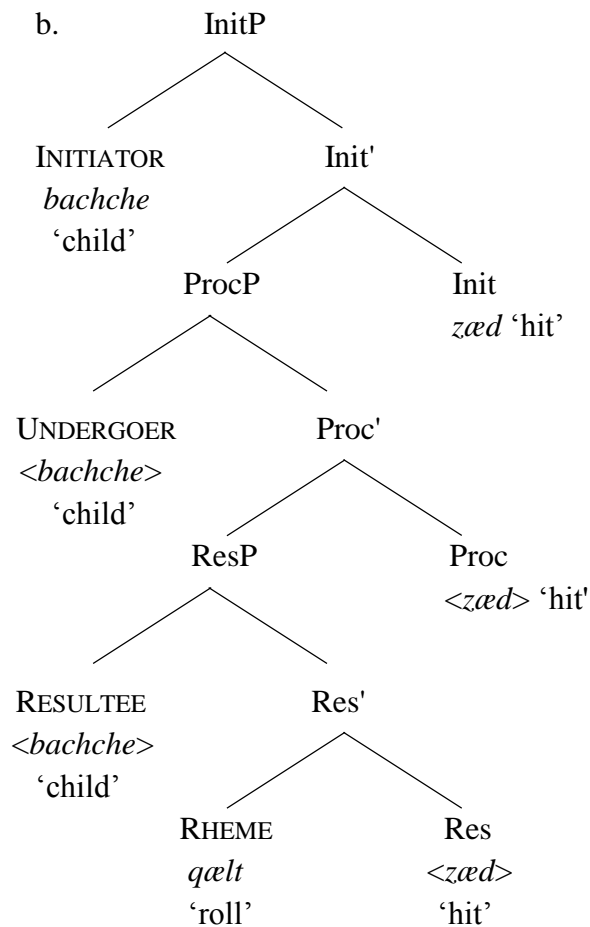 b. InitP
INITIATOR Init'
bachche
‘child’
ProcP Init
zæd ‘hit’
UNDERGOER Proc'
<bachche>
‘child’
ResP Proc
<zæd> ‘hit'
RESULTEE Res'
<bachche>
‘child’
RHEME Res
qælt <zæd>
‘roll’ ‘hit’